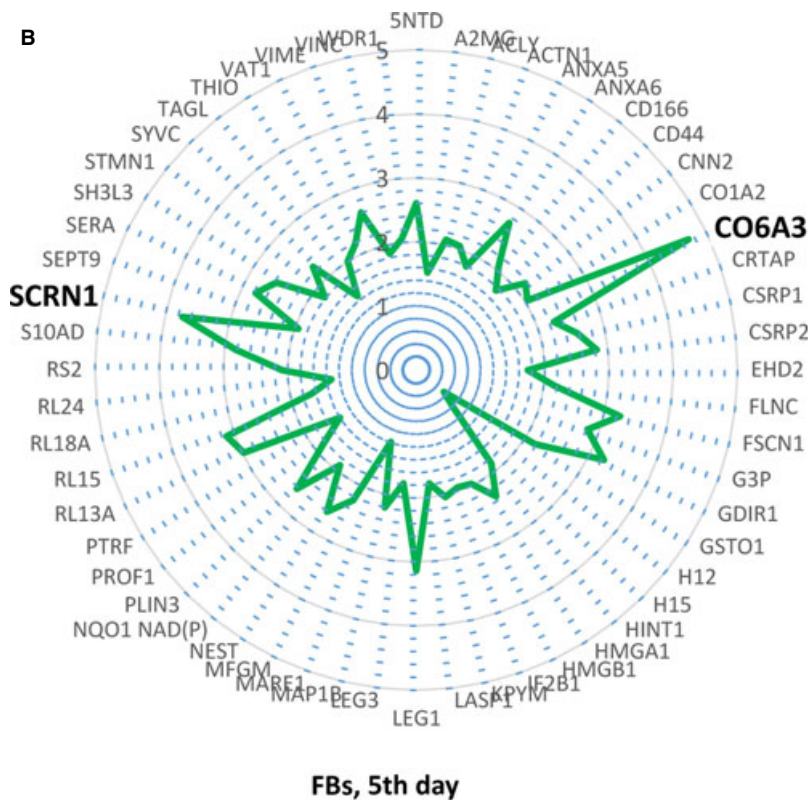 B
5NTD
A2MG
ACLY
ACTN1
ANXA5
ANXA6
CD166
CD44
CNN2
CO1A2
CO6A3
CRTAP
CSRP1
CSRP2
EHD2
FLNC
FSCN1
G3P
GDIR1
GSTO1
H12
H15
HINT1
HMGA1
HMGB1
IF2B1
KPYM
LASP1
LEG1
LEG3
MAP1B
MARE1
MFGM
NEST
NQO1 NAD(P)
PLIN3
PROF1
PTRF
RL13A
RL15
RL18A
RL24
RS2
S10AD
SCRN1
SEPT9
SERA
SH3L3
STMN1
SYVC
TAGL
THIO
VAT1
VIME
VINC
WDR1
5
4
3
2
1
0
FBs, 5th day